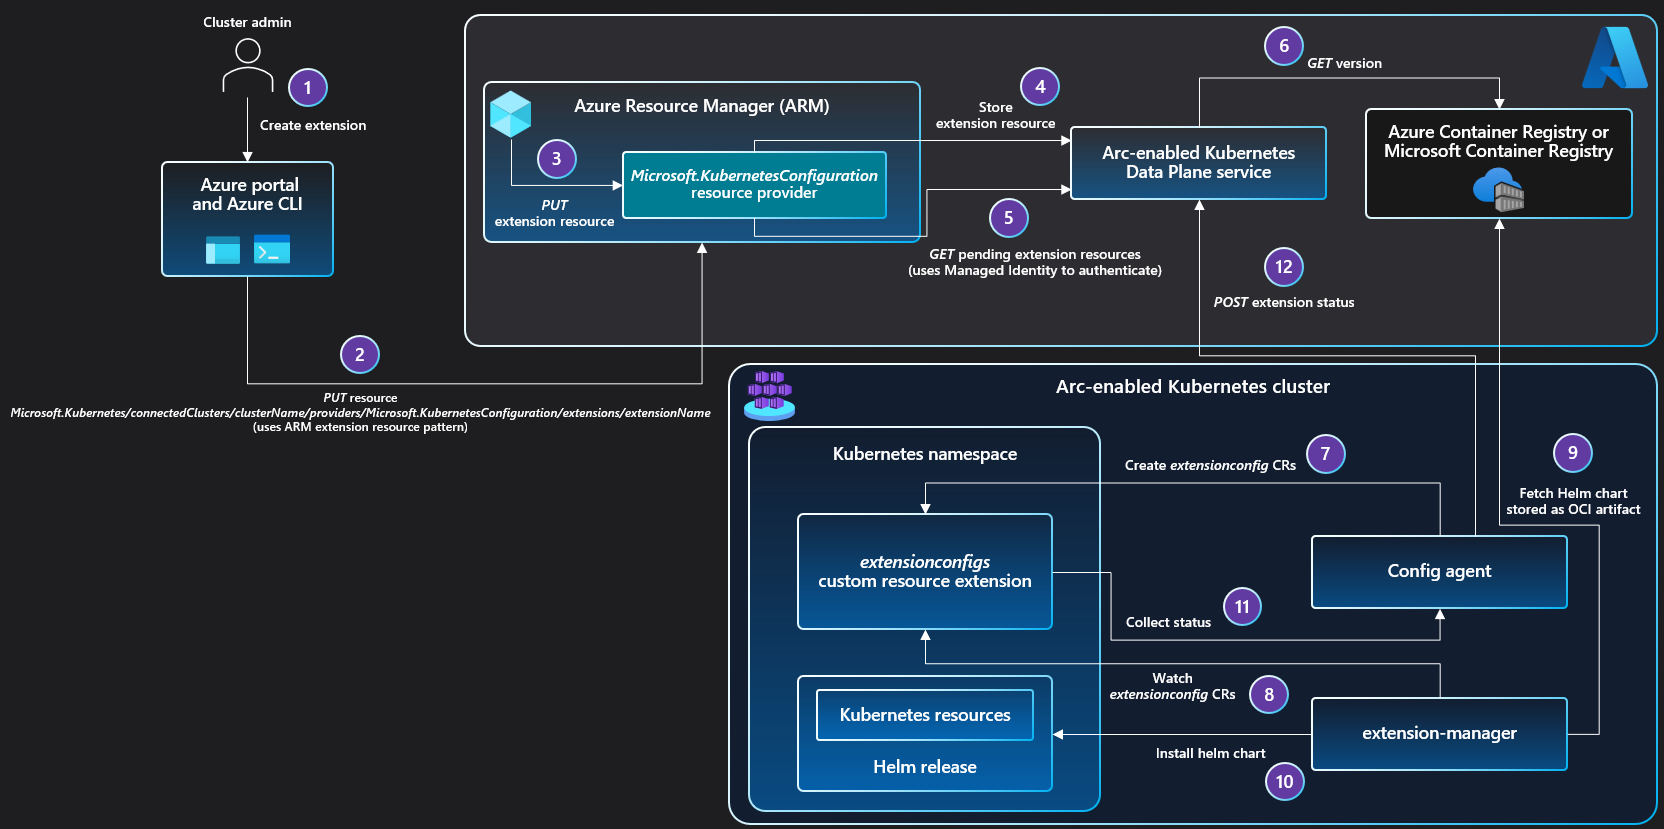 Cluster admin
1
Create extension
Azure portal
and Azure CLI
2
PUT resource
Microsoft.Kubernetes/connectedClusters/clusterName/providers/Microsoft.KubernetesConfiguration/extensions/extensionName
(uses ARM extension resource pattern)
Azure Resource Manager (ARM)
3
PUT
extension resource
Microsoft.KubernetesConfiguration
resource provider
4
Store
extension resource
5
GET pending extension resources
(uses Managed Identity to authenticate)
Arc-enabled Kubernetes
Data Plane service
6
GET version
Azure Container Registry or
Microsoft Container Registry
12
POST extension status
Arc-enabled Kubernetes cluster
Kubernetes namespace
7
Create extensionconfig CRs
9
Fetch Helm chart
stored as OCI artifact
extensionconfigs
custom resource extension
Config agent
11
Collect status
Watch
extensionconfig CRs
8
Kubernetes resources
Helm release
extension-manager
Install helm chart
10